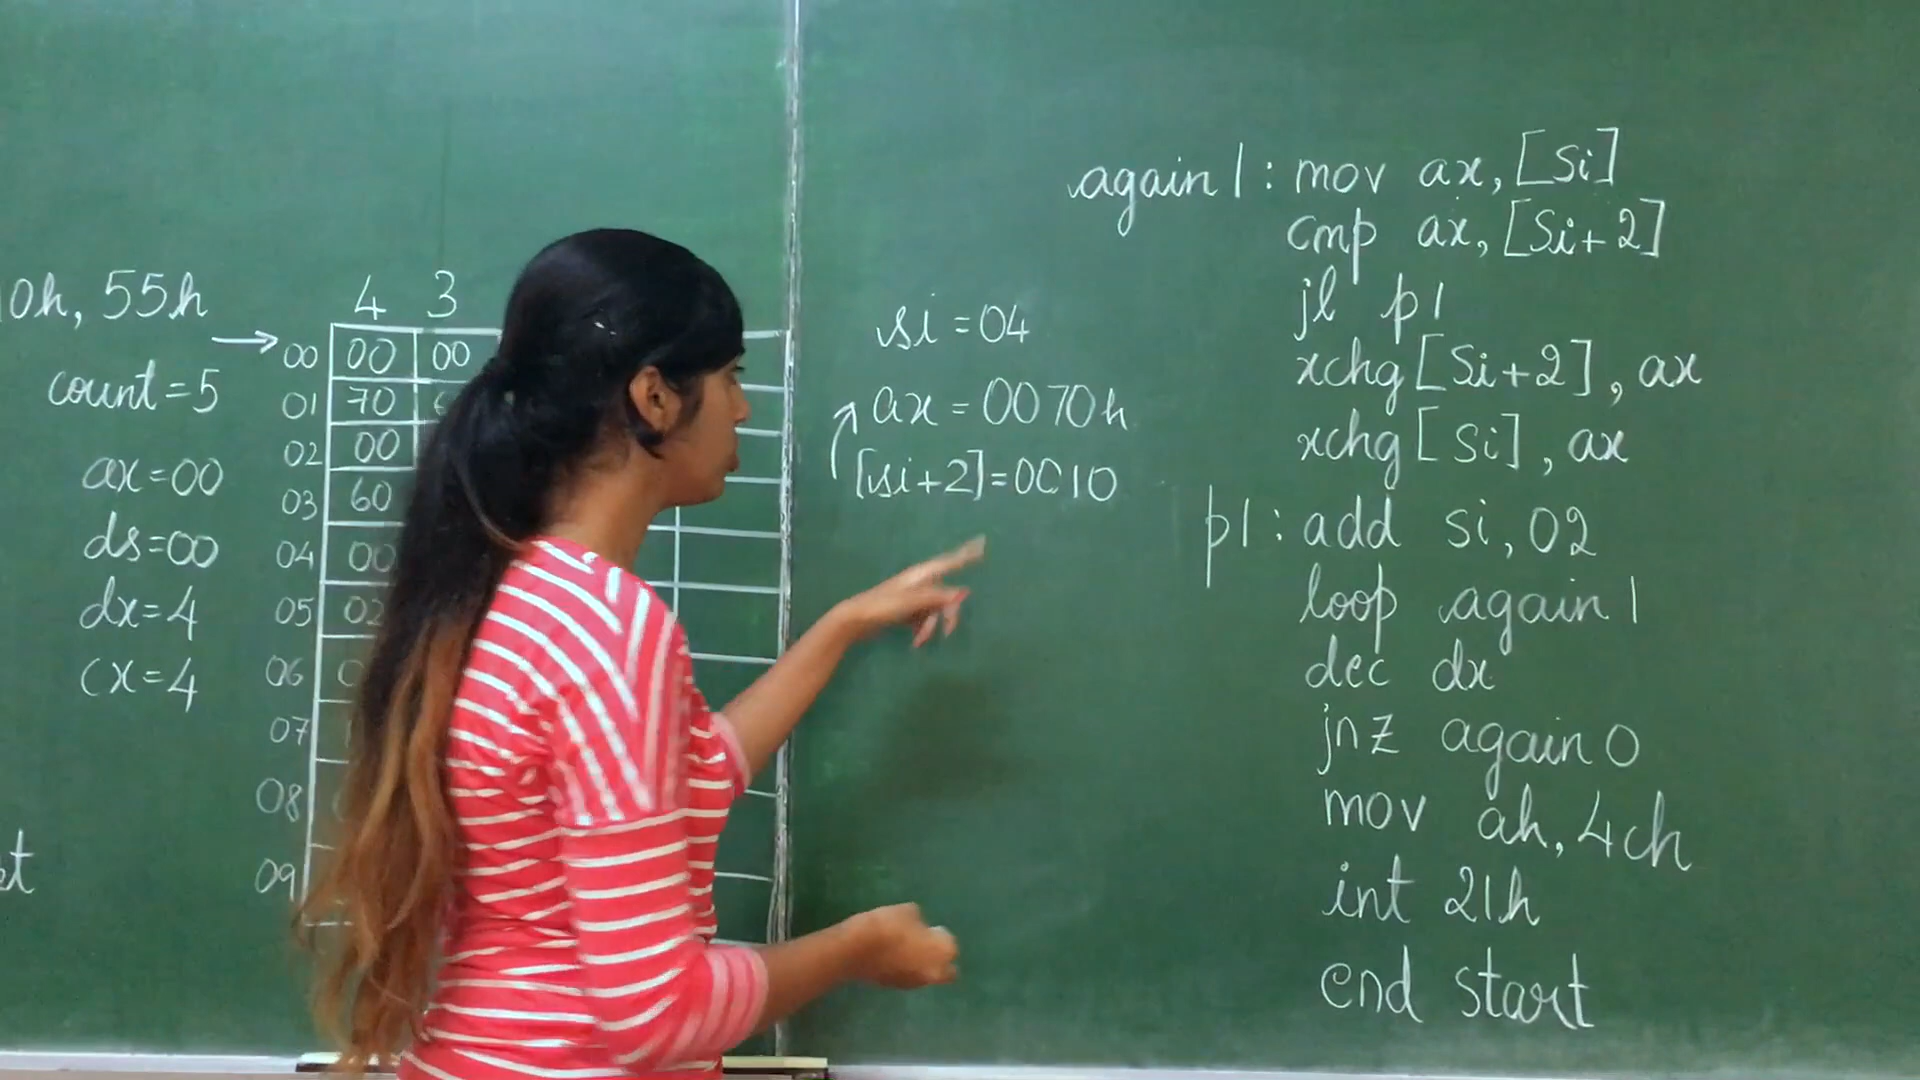 0h, 55h
count=5
ax=00
ds=00
dx=4
cx=4
et
4 3
00 00 00
01 70
02 00
03 60
04 00
05 02
06
07
08
09
si=04
ax=0070h
[si+2]=0010
again1: mov ax,[Si]
cmp ax,[Si+2]
jl p1
xchg[Si+2],ax
xchg[Si],ax
p1: add si,02
loop again1
dec dx
jnz again0
mov ah,4ch
int 21h
end start